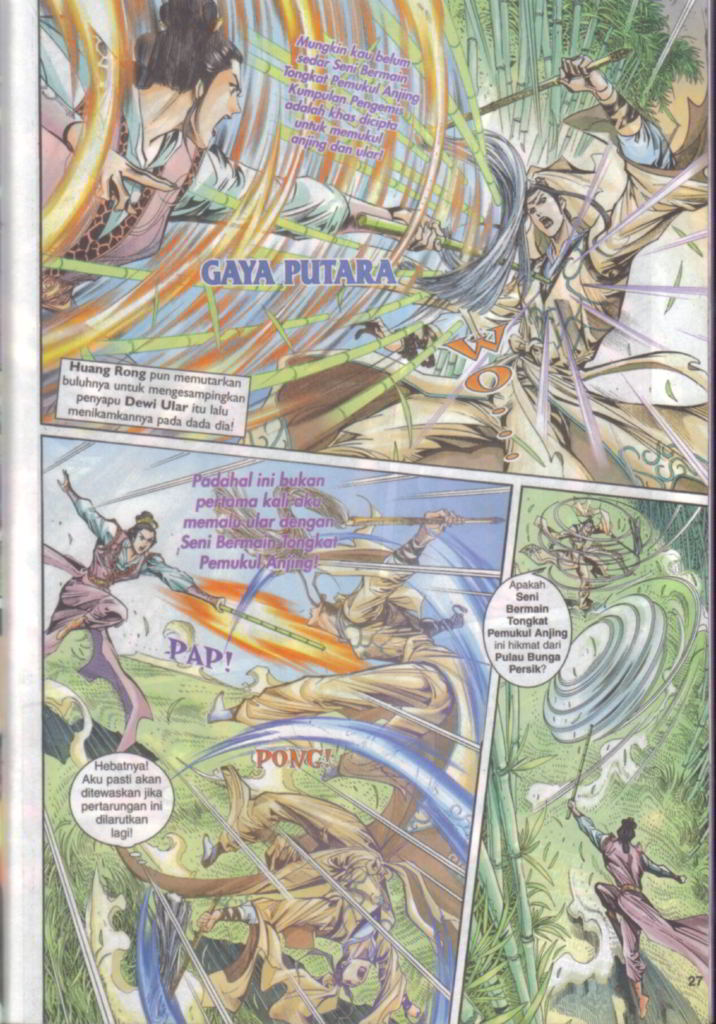 Mungkin kau belum
sedar Seni Bermain
Tongkat Pemukul Anjing
Kumpulan Pengemis
adalah khas dicipta
untuk memukul
anjing dan ular!
GAYA PUTARA
WO...
Huang Rong pun memutarkan
buluhnya untuk mengesampingkan
penyapu Dewi Ular itu lalu
menikamkannya pada dada dia!
Padahal ini bukan
pertama kali aku
memalu ular dengan
Seni Bermain Tongkat
Pemukul Anjing!
PAP!
Apakah
Seni
Bermain
Tongkat
Pemukul Anjing
ini hikmat dari
Pulau Bunga
Persik?
PONG!
Hebatnya!
Aku pasti akan
ditewaskan jika
pertarungan ini
dilarutkan
lagi!
27